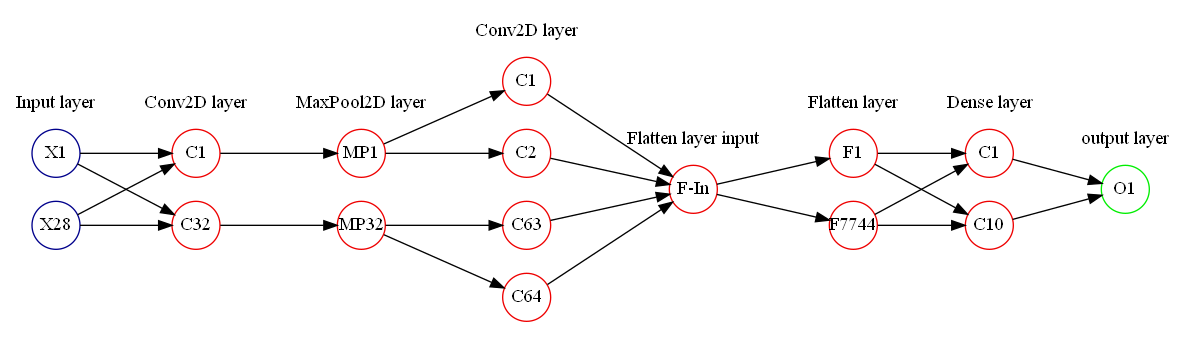 Conv2D layer
Input layer
Conv2D layer
MaxPool2D layer
C1
Flatten layer
Dense layer
Flatten layer input
output layer
X1
C1
MP1
C2
F1
C1
F-In
O1
X28
C32
MP32
C63
F7744
C10
C64